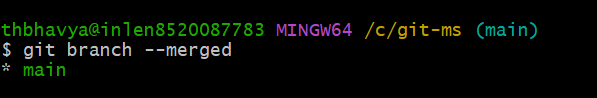 thbhavya@inlen8520087783 MINGW64 /c/git-ms (main)
$ git branch --merged
* main